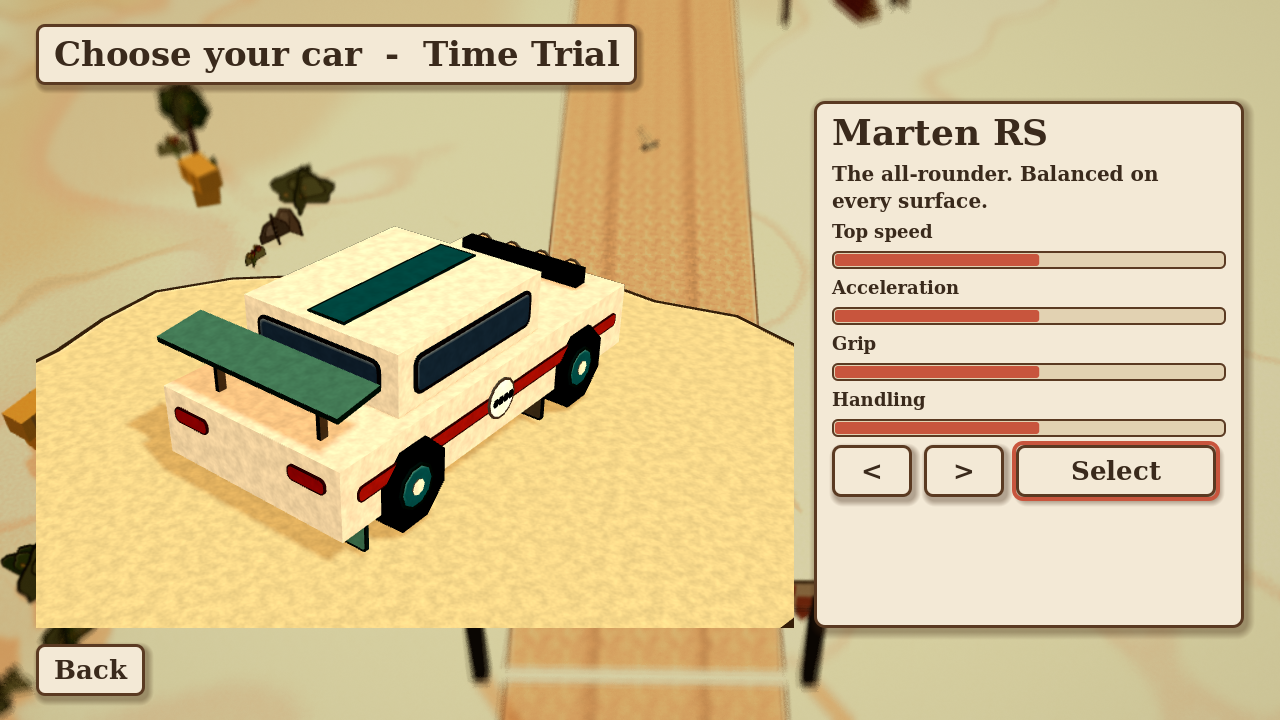 Choose your car - Time Trial
Marten RS
The all-rounder. Balanced on
every surface.
Top speed
Acceleration
Grip
Handling
< > Select
Back